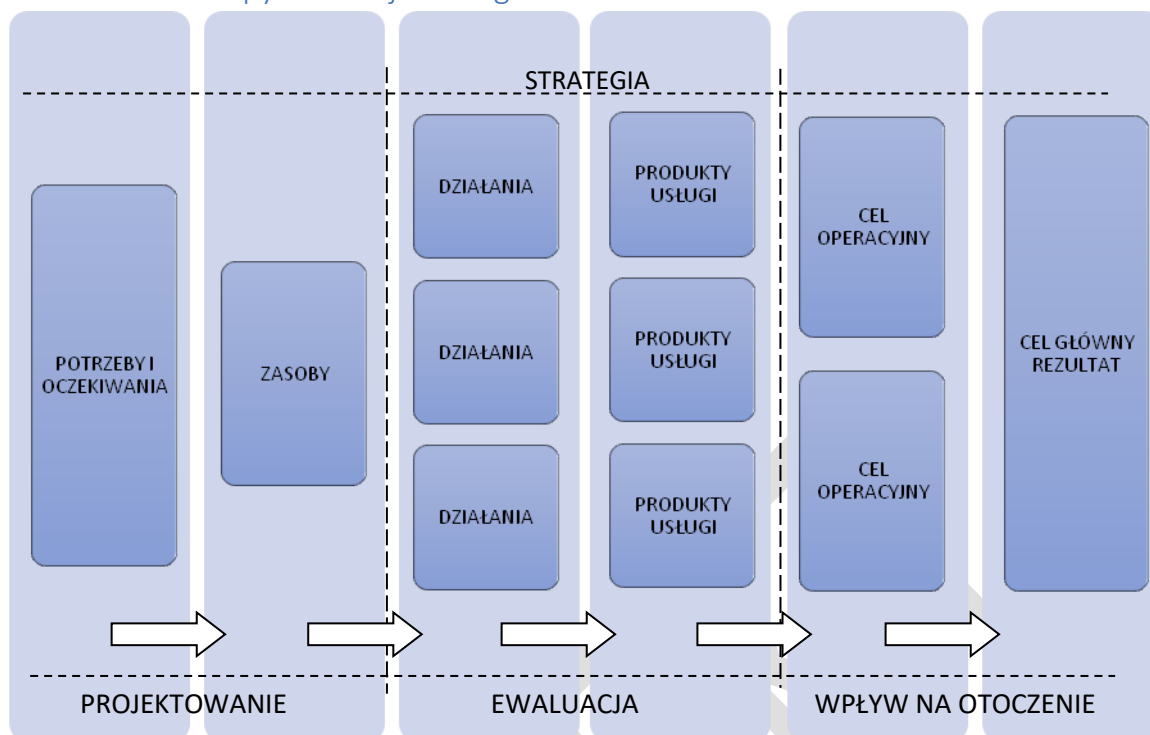 STRATEGIA
POTRZEBY I
OCZEKIWANIA
ZASOBY
DZIAŁANIA
DZIAŁANIA
DZIAŁANIA
PRODUKTY
USŁUGI
PRODUKTY
USŁUGI
PRODUKTY
USŁUGI
CEL
OPERACYJNY
CEL
OPERACYJNY
CEL GŁÓWNY
REZULTAT
PROJEKTOWANIE
EWALUACJA
WPŁYW NA OTOCZENIE